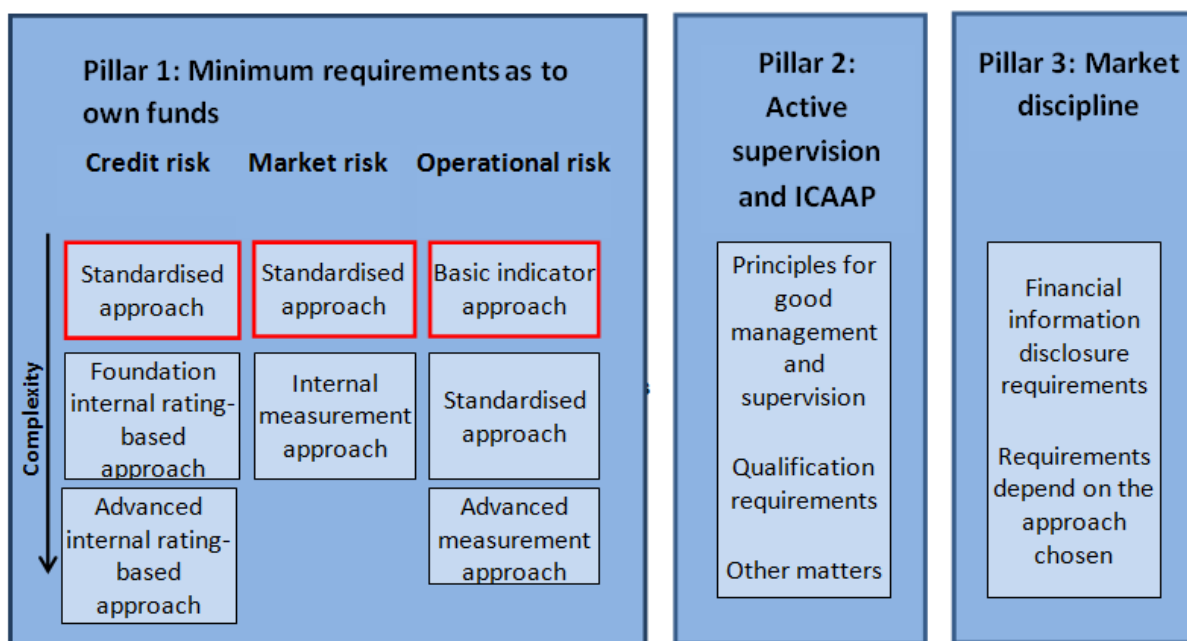 Pillar 1: Minimum requirements as to
own funds
Credit risk
Market risk
Operational risk
Complexity
Standardised
approach
Standardised
approach
Basic indicator
approach
Foundation
internal rating-
based
approach
Internal
measurement
approach
Standardised
approach
Advanced
internal rating-
based
approach
Advanced
measurement
approach
Pillar 2:
Active
supervision
and ICAAP
Principles for
good
management
and
supervision
Qualification
requirements
Other matters
Pillar 3: Market
discipline
Financial
information
disclosure
requirements
Requirements
depend on the
approach
chosen